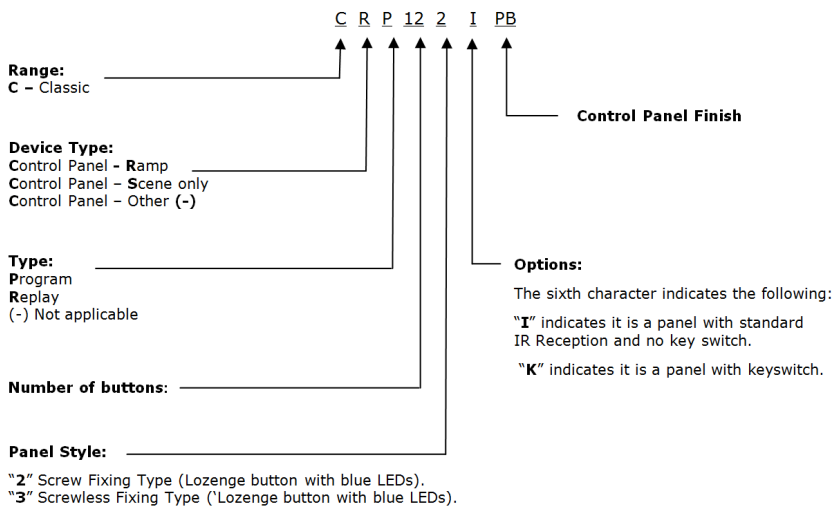 C R P 12 2 I PB
Range:
C – Classic
Control Panel Finish
Device Type:
Control Panel - Ramp
Control Panel – Scene only
Control Panel – Other (-)
Type:
Program
Replay
(-) Not applicable
Options:
The sixth character indicates the following:
“I” indicates it is a panel with standard
IR Reception and no key switch.
“K” indicates it is a panel with keyswitch.
Number of buttons:
Panel Style:
“2” Screw Fixing Type (Lozenge button with blue LEDs).
“3” Screwless Fixing Type (‘Lozenge button with blue LEDs).